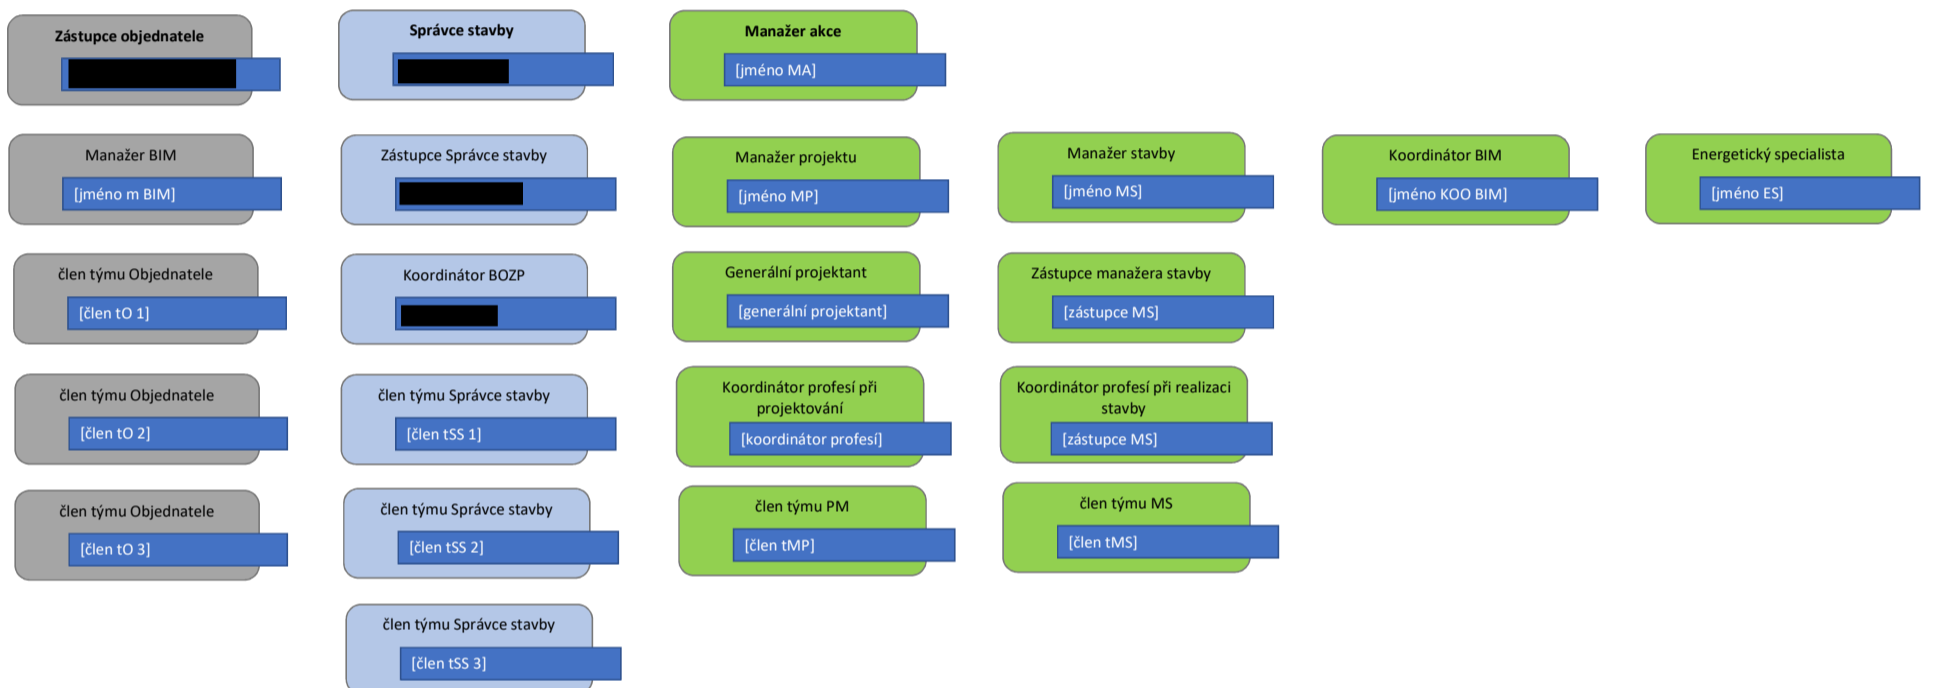 Zástupce objednatele
Správce stavby
Manažer akce
[jméno MA]
Manažer BIM
[jméno m BIM]
Zástupce Správce stavby
Manažer projektu
[jméno MP]
Manažer stavby
[jméno MS]
Koordinátor BIM
[jméno KOO BIM]
Energetický specialista
[jméno ES]
člen týmu Objednatele
[člen tO 1]
Koordinátor BOZP
Generální projektant
[generální projektant]
Zástupce manažera stavby
[zástupce MS]
člen týmu Objednatele
[člen tO 2]
člen týmu Správce stavby
[člen tSS 1]
Koordinátor profesí při
projektování
[koordinátor profesí]
Koordinátor profesí při realizaci
stavby
[zástupce MS]
člen týmu Objednatele
[člen tO 3]
člen týmu Správce stavby
[člen tSS 2]
člen týmu PM
[člen tMP]
člen týmu MS
[člen tMS]
člen týmu Správce stavby
[člen tSS 3]